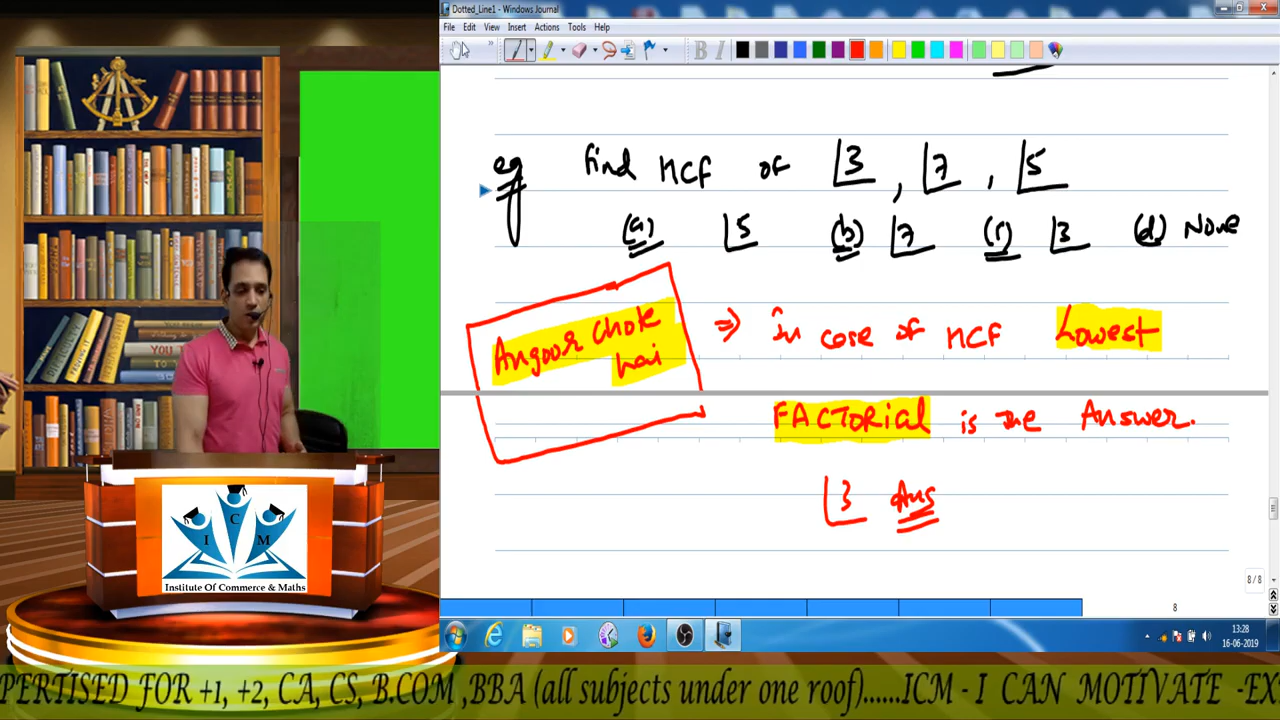 Dotted_Line1 - Windows Journal
File Edit View Insert Actions Tools Help
eg find HCF of ⌊3 , ⌊7 , ⌊5
(a) ⌊5 (b) ⌊7 (c) ⌊3 (d) None
Angoor Chote
hai
⇒ in case of HCF Lowest
FACTORIAL is the Answer.
⌊3 Ans
8/8
8
I C M
Institute Of Commerce & Maths
13:28
16-06-2019
PERTISED FOR +1, +2, CA, CS, B.COM ,BBA (all subjects under one roof)......ICM - I CAN MOTIVATE -EX